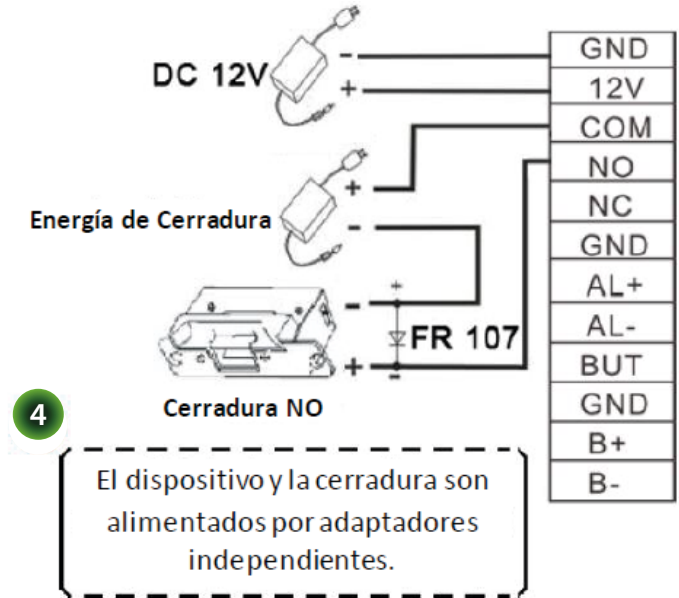 DC 12V
-
+
Energía de Cerradura
+
-
-
+
+
FR 107
-
Cerradura NO
GND
12V
COM
NO
NC
GND
AL+
AL-
BUT
GND
B+
B-
4
El dispositivo y la cerradura son
alimentados por adaptadores
independientes.